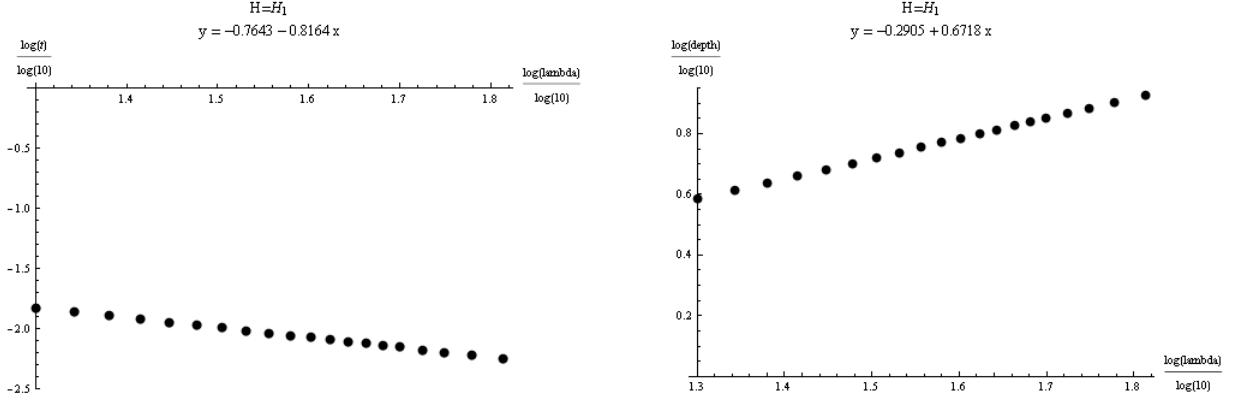 H=H₁
y = −0.7643 − 0.8164 x
log(t)
log(10)
log(lambda)
log(10)
1.4 1.5 1.6 1.7 1.8
−0.5
−1.0
−1.5
−2.0
−2.5
H=H₁
y = −0.2905 + 0.6718 x
log(depth)
log(10)
0.8
0.6
0.4
0.2
log(lambda)
log(10)
1.3 1.4 1.5 1.6 1.7 1.8